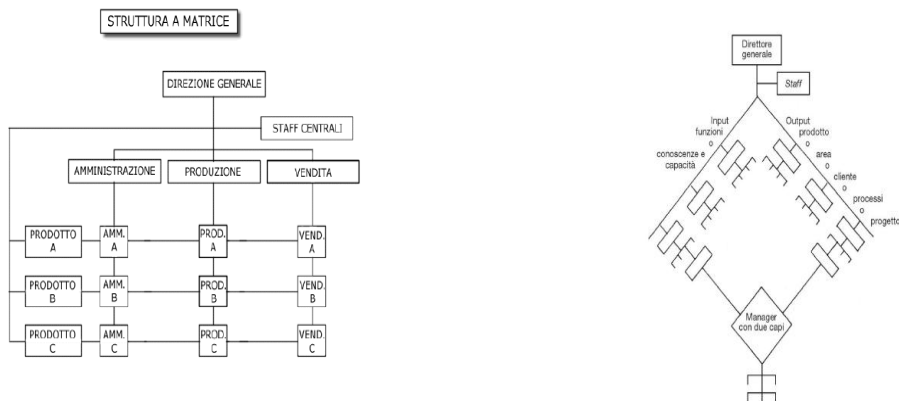 STRUTTURA A MATRICE
DIREZIONE GENERALE
STAFF CENTRALI
AMMINISTRAZIONE
PRODUZIONE
VENDITA
PRODOTTO
A
AMM.
A
PROD.
A
VEND.
A
PRODOTTO
B
AMM.
B
PROD.
B
VEND.
B
PRODOTTO
C
AMM.
C
PROD.
C
VEND.
C
Direttore
generale
Staff
Input
funzioni
o
conoscenze e
capacità
Output
prodotto
o
area
o
cliente
o
processi
o
progetto
Manager
con due capi